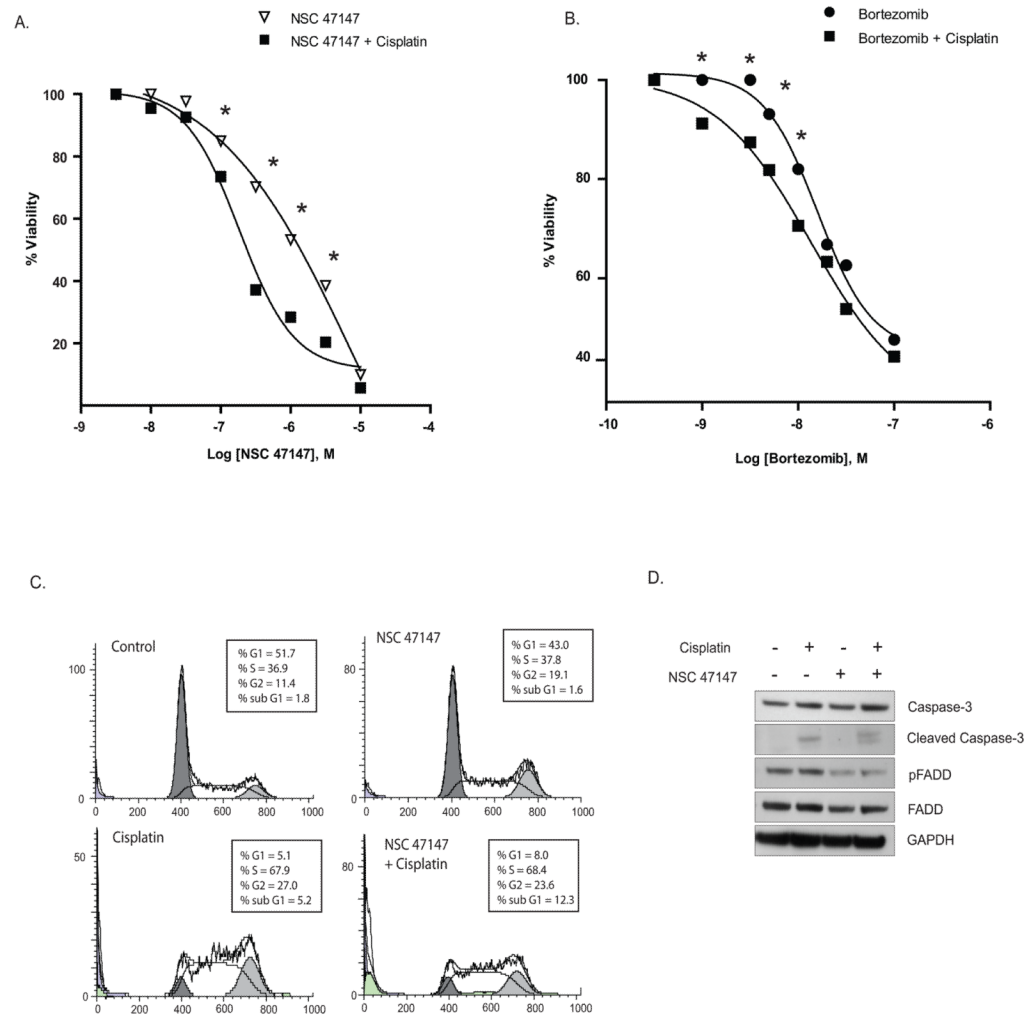 A.
NSC 47147
NSC 47147 + Cisplatin
100
80
60
40
20
% Viability
* * * *
-9 -8 -7 -6 -5 -4
Log [NSC 47147], M
B.
Bortezomib
Bortezomib + Cisplatin
100
80
60
40
% Viability
* * * *
-10 -9 -8 -7 -6
Log [Bortezomib], M
C.
Control
% G1 = 51.7
% S = 36.9
% G2 = 11.4
% sub G1 = 1.8
100
0
0 200 400 600 800 1000
NSC 47147
% G1 = 43.0
% S = 37.8
% G2 = 19.1
% sub G1 = 1.6
80
0
0 200 400 600 800 1000
Cisplatin
% G1 = 5.1
% S = 67.9
% G2 = 27.0
% sub G1 = 5.2
50
0
0 200 400 600 800 1000
NSC 47147
+ Cisplatin
% G1 = 8.0
% S = 68.4
% G2 = 23.6
% sub G1 = 12.3
80
0
0 200 400 600 800 1000
D.
Cisplatin - + - +
NSC 47147 - - + +
Caspase-3
Cleaved Caspase-3
pFADD
FADD
GAPDH